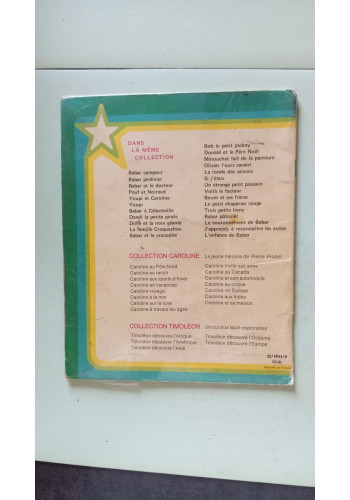 DANS
LA MÊME
COLLECTION
Babar campeur
Babar jardinier
Babar et le docteur
Pouf et Noiraud
Youpi et Caroline
Youpi
Babar à Célesteville
Dandi la petite girafe
Sniffi et la noix géante
La famille Croquechou
Babar et le crocodile
Bob le petit jockey
Donald et le Père Noël
Minouchet fait de la peinture
Olivier l'ours savant
La ronde des saisons
Si j'étais
Un étrange petit poussin
Voilà le facteur
Boum et ses frères
Le petit chaperon rouge
Trois petits liens
Babar pâtissier
Le couronnement de Babar
J'apprends à reconnaître les autos
L'enfance de Babar
COLLECTION CAROLINE
La jeune héroïne de Pierre Probst
Caroline au Pôle Nord
Caroline au ranch
Caroline aux sports d'hiver
Caroline en vacances
Caroline voyage
Caroline à la mer
Caroline sur la lune
Caroline à travers les âges
Caroline invite ses amis
Caroline au Canada
Caroline et son automobile
Caroline au cirque
Caroline en Europe
Caroline aux Indes
Caroline et sa maison
COLLECTION TIMOLÉON
Un curieux lapin explorateur
Timoléon découvre l'Afrique
Timoléon découvre l'Amérique
Timoléon découvre l'Asie
Timoléon découvre l'Océanie
Timoléon découvre l'Europe